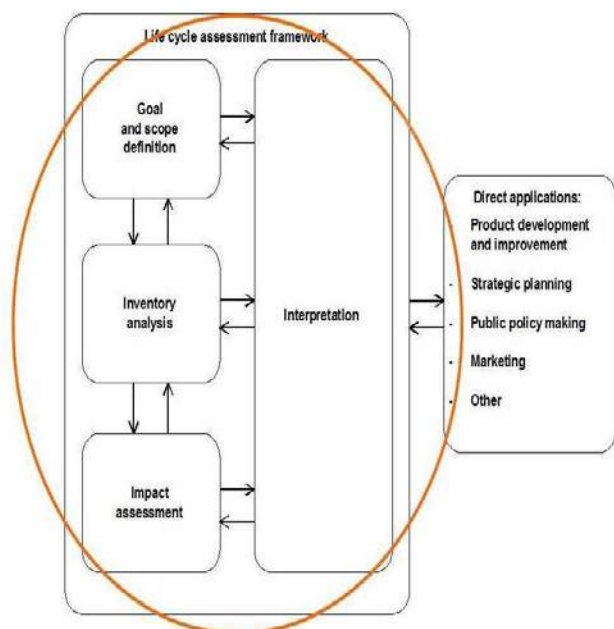 Life cycle assessment framework
Goal
and scope
definition
Inventory
analysis
Impact
assessment
Interpretation
Direct applications:
- Product development
and improvement
- Strategic planning
- Public policy making
- Marketing
- Other